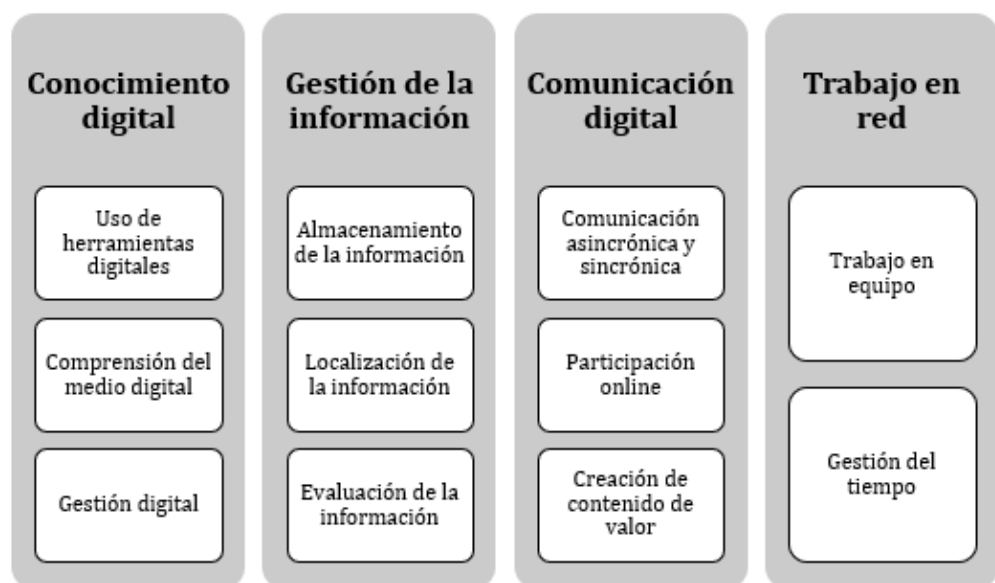 Conocimiento
digital
Uso de
herramientas
digitales
Comprensión del
medio digital
Gestión digital
Gestión de la
información
Almacenamiento
de la información
Localización de
la información
Evaluación de la
información
Comunicación
digital
Comunicación
asincrónica y
sincrónica
Participación
online
Creación de
contenido de
valor
Trabajo en
red
Trabajo en
equipo
Gestión del
tiempo